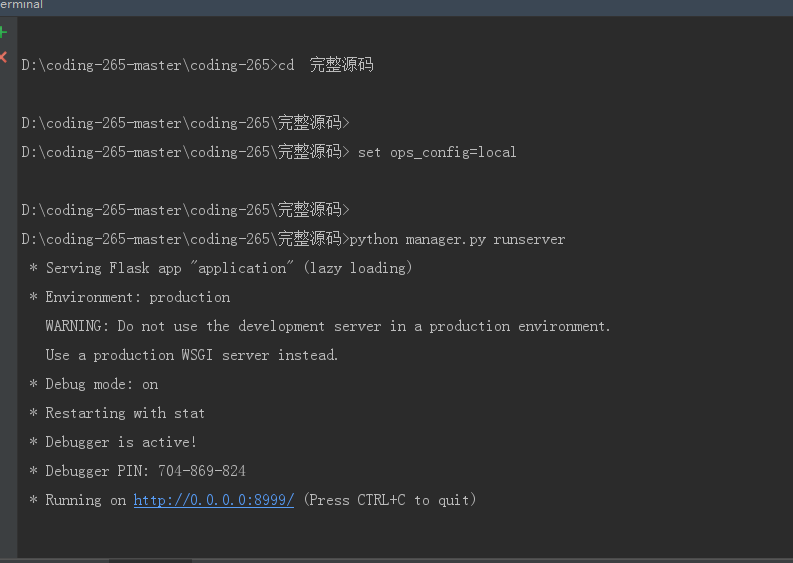 erminal
D:\coding-265-master\coding-265>cd  完整源码
D:\coding-265-master\coding-265\完整源码>
D:\coding-265-master\coding-265\完整源码> set ops_config=local
D:\coding-265-master\coding-265\完整源码>
D:\coding-265-master\coding-265\完整源码>python manager.py runserver
* Serving Flask app "application" (lazy loading)
* Environment: production
WARNING: Do not use the development server in a production environment.
Use a production WSGI server instead.
* Debug mode: on
* Restarting with stat
* Debugger is active!
* Debugger PIN: 704-869-824
* Running on http://0.0.0.0:8999/ (Press CTRL+C to quit)